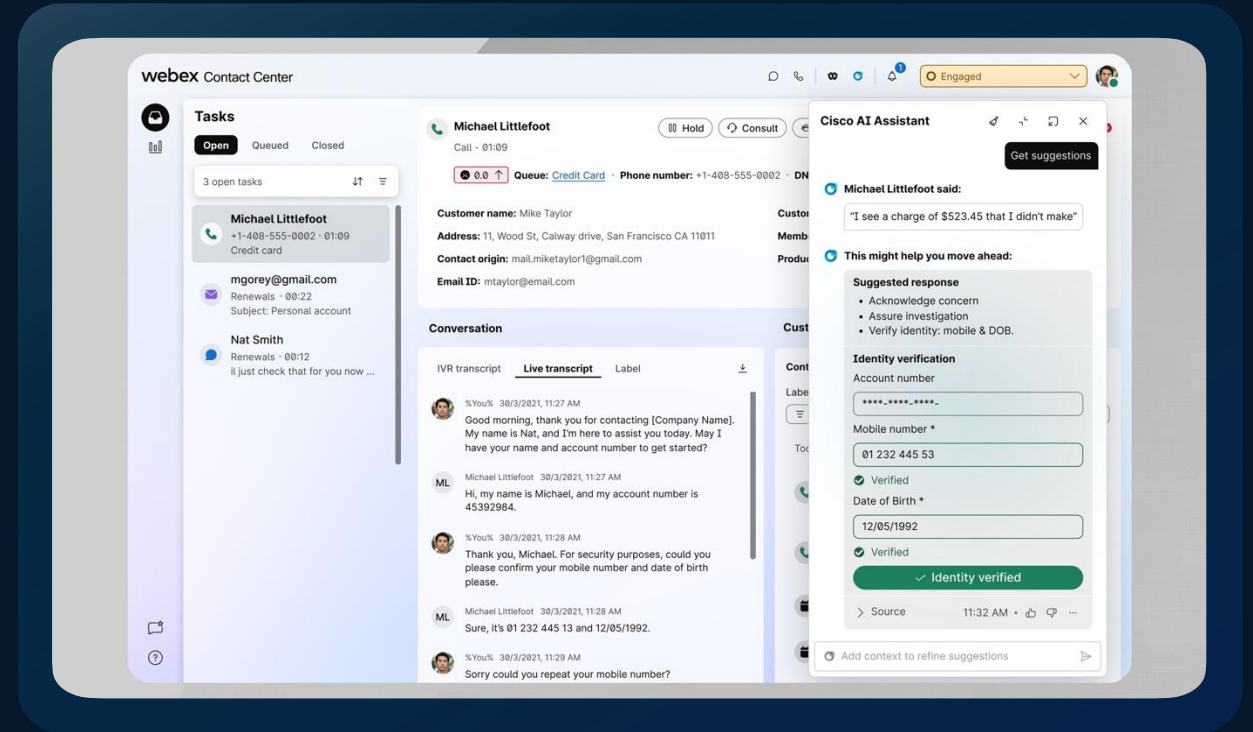 webex Contact Center
1
Engaged
Tasks
Open Queued Closed
3 open tasks
Michael Littlefoot
+1-408-555-0002 · 01:09
Credit card
mgorey@gmail.com
Renewals · 00:22
Subject: Personal account
Nat Smith
Renewals · 00:12
il just check that for you now ...
Michael Littlefoot
Call - 01:09
Hold
Consult
0.0 Queue: Credit Card · Phone number: +1-408-555-0002 · DN
Customer name: Mike Taylor
Address: 11, Wood St, Calway drive, San Francisco CA 11011
Contact origin: mail.miketaylor1@gmail.com
Email ID: mtaylor@email.com
Conversation
IVR transcript Live transcript Label
%You% 30/3/2021, 11:27 AM
Good morning, thank you for contacting [Company Name].
My name is Nat, and I'm here to assist you today. May I
have your name and account number to get started?
ML
Michael Littlefoot 30/3/2021, 11:27 AM
Hi, my name is Michael, and my account number is
45392984.
%You% 30/3/2021, 11:28 AM
Thank you, Michael. For security purposes, could you
please confirm your mobile number and date of birth
please.
ML
Michael Littlefoot 30/3/2021, 11:28 AM
Sure, it's 01 232 445 13 and 12/05/1992.
%You% 30/3/2021, 11:29 AM
Sorry could you repeat your mobile number?
Cisco AI Assistant
Get suggestions
Michael Littlefoot said:
“I see a charge of $523.45 that I didn't make”
This might help you move ahead:
Suggested response
• Acknowledge concern
• Assure investigation
• Verify identity: mobile & DOB.
Identity verification
Account number
****-****-****-
Mobile number *
01 232 445 53
Verified
Date of Birth *
12/05/1992
Verified
Identity verified
Source 11:32 AM •
Add context to refine suggestions